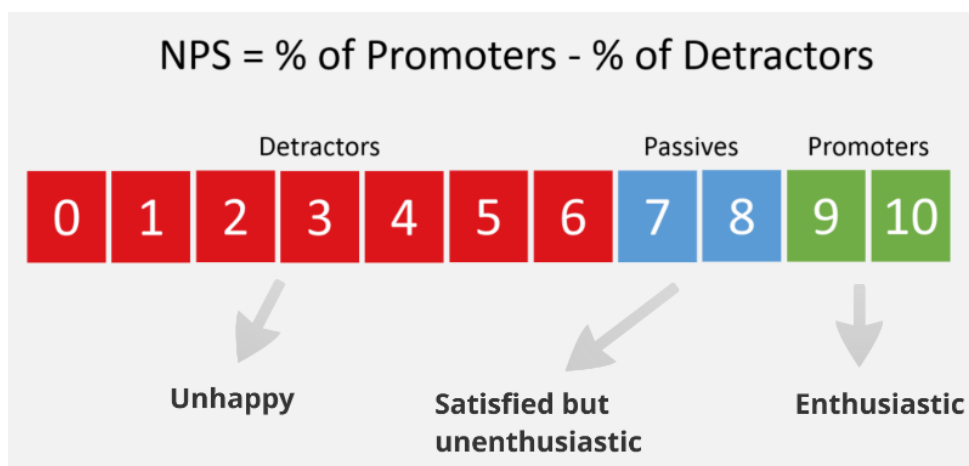 NPS = % of Promoters - % of Detractors
Detractors Passives Promoters
0 1 2 3 4 5 6 7 8 9 10
Unhappy
Satisfied but
unenthusiastic
Enthusiastic